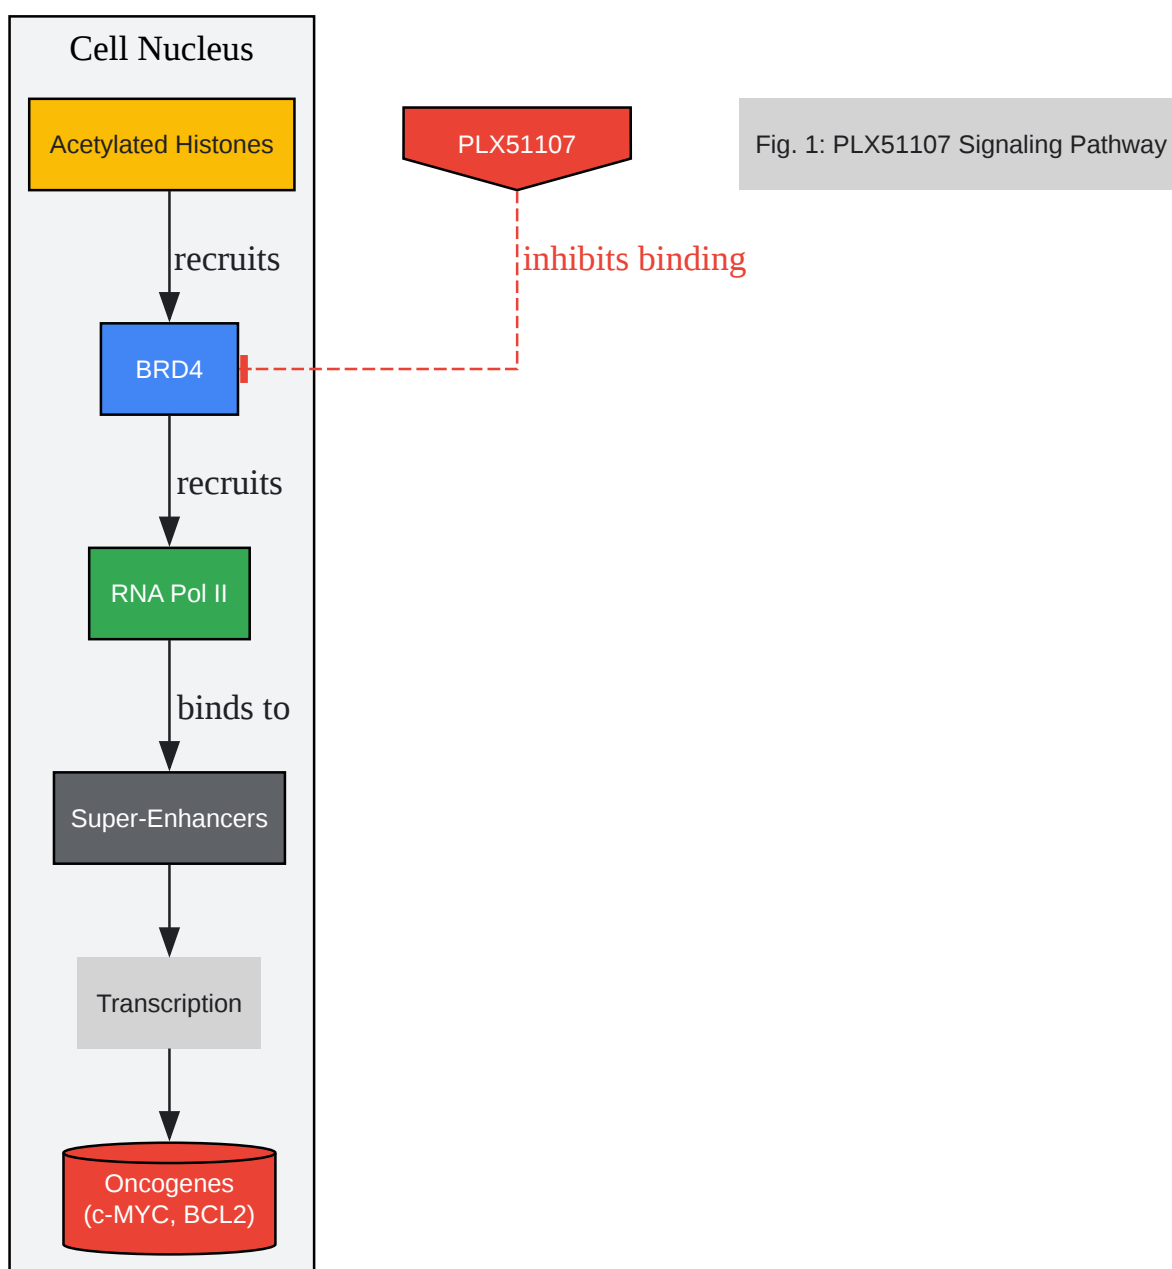 Cell Nucleus
Acetylated Histones
PLX51107
Fig. 1: PLX51107 Signaling Pathway
recruits
inhibits binding
BRD4
recruits
RNA Pol II
binds to
Super-Enhancers
Transcription
Oncogenes
(c-MYC, BCL2)